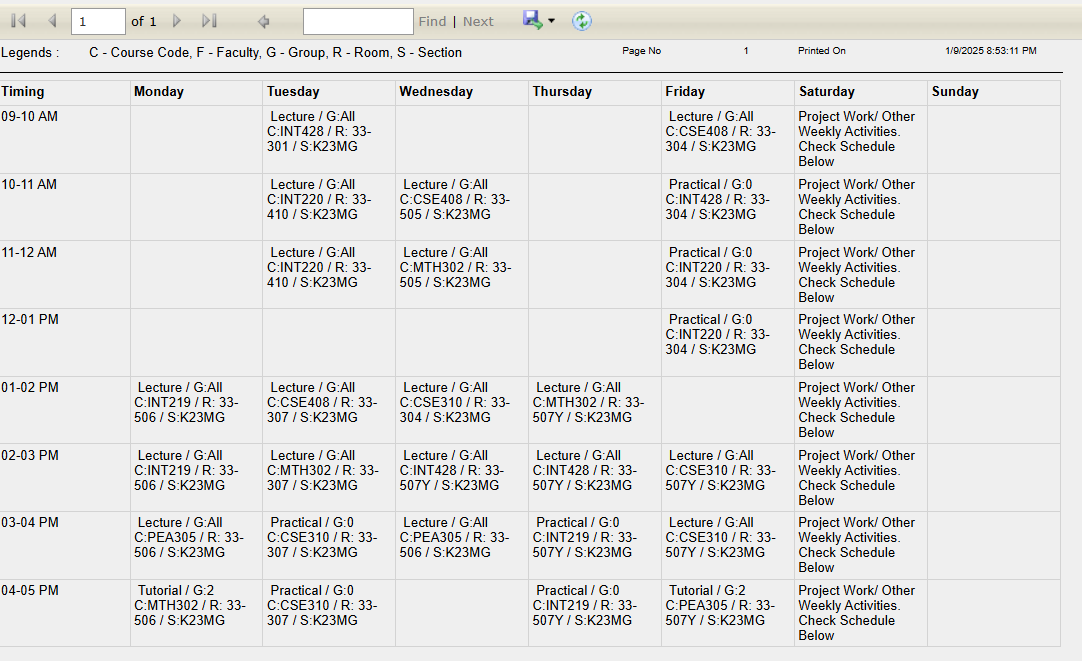 1 of 1 Find | Next
Legends : C - Course Code, F - Faculty, G - Group, R - Room, S - Section Page No 1 Printed On 1/9/2025 8:53:11 PM
Timing Monday Tuesday Wednesday Thursday Friday Saturday Sunday
09-10 AM
Lecture / G:All
C:INT428 / R: 33-
301 / S:K23MG
Lecture / G:All
C:CSE408 / R: 33-
304 / S:K23MG
Project Work/ Other
Weekly Activities.
Check Schedule
Below
10-11 AM
Lecture / G:All
C:INT220 / R: 33-
410 / S:K23MG
Lecture / G:All
C:CSE408 / R: 33-
505 / S:K23MG
Practical / G:0
C:INT428 / R: 33-
304 / S:K23MG
Project Work/ Other
Weekly Activities.
Check Schedule
Below
11-12 AM
Lecture / G:All
C:INT220 / R: 33-
410 / S:K23MG
Lecture / G:All
C:MTH302 / R: 33-
505 / S:K23MG
Practical / G:0
C:INT220 / R: 33-
304 / S:K23MG
Project Work/ Other
Weekly Activities.
Check Schedule
Below
12-01 PM
Practical / G:0
C:INT220 / R: 33-
304 / S:K23MG
Project Work/ Other
Weekly Activities.
Check Schedule
Below
01-02 PM
Lecture / G:All
C:INT219 / R: 33-
506 / S:K23MG
Lecture / G:All
C:CSE408 / R: 33-
307 / S:K23MG
Lecture / G:All
C:CSE310 / R: 33-
304 / S:K23MG
Lecture / G:All
C:MTH302 / R: 33-
507Y / S:K23MG
Project Work/ Other
Weekly Activities.
Check Schedule
Below
02-03 PM
Lecture / G:All
C:INT219 / R: 33-
506 / S:K23MG
Lecture / G:All
C:MTH302 / R: 33-
307 / S:K23MG
Lecture / G:All
C:INT428 / R: 33-
507Y / S:K23MG
Lecture / G:All
C:INT428 / R: 33-
507Y / S:K23MG
Lecture / G:All
C:CSE310 / R: 33-
507Y / S:K23MG
Project Work/ Other
Weekly Activities.
Check Schedule
Below
03-04 PM
Lecture / G:All
C:PEA305 / R: 33-
506 / S:K23MG
Practical / G:0
C:CSE310 / R: 33-
307 / S:K23MG
Lecture / G:All
C:PEA305 / R: 33-
506 / S:K23MG
Practical / G:0
C:INT219 / R: 33-
507Y / S:K23MG
Lecture / G:All
C:CSE310 / R: 33-
507Y / S:K23MG
Project Work/ Other
Weekly Activities.
Check Schedule
Below
04-05 PM
Tutorial / G:2
C:MTH302 / R: 33-
506 / S:K23MG
Practical / G:0
C:CSE310 / R: 33-
307 / S:K23MG
Practical / G:0
C:INT219 / R: 33-
507Y / S:K23MG
Tutorial / G:2
C:PEA305 / R: 33-
507Y / S:K23MG
Project Work/ Other
Weekly Activities.
Check Schedule
Below